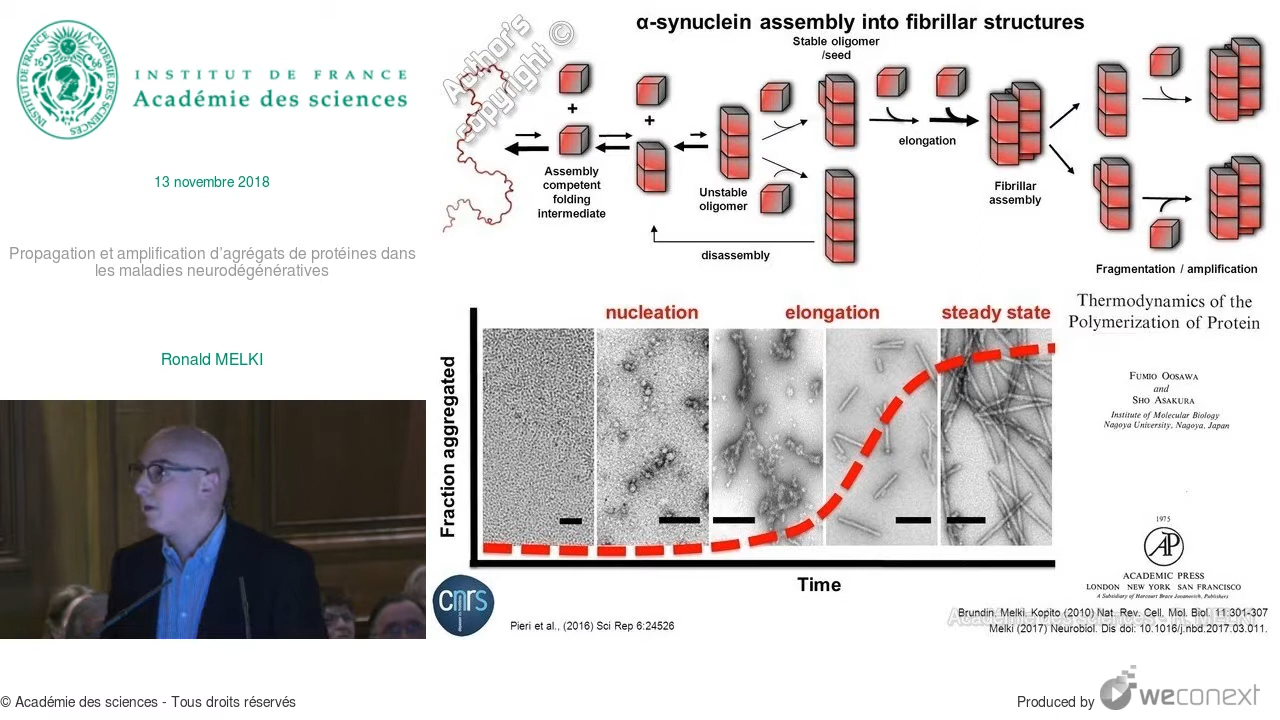 INSTITUT DE FRANCE
Académie des sciences
13 novembre 2018
Propagation et amplification d'agrégats de protéines dans
les maladies neurodégénératives
Ronald MELKI
α-synuclein assembly into fibrillar structures
Author's
copyright ©
Stable oligomer
/seed
+
+
elongation
Assembly
competent
folding
intermediate
Unstable
oligomer
Fibrillar
assembly
disassembly
Fragmentation / amplification
nucleation
elongation
steady state
Fraction aggregated
Time
Thermodynamics of the
Polymerization of Protein
FUMIO OOSAWA
and
SHO ASAKURA
Institute of Molecular Biology
Nagoya University, Nagoya, Japan
1975
AP
ACADEMIC PRESS
LONDON NEW YORK SAN FRANCISCO
A Subsidiary of Harcourt Brace Jovanovich, Publishers
cnrs
Pieri et al., (2016) Sci Rep 6:24526
Brundin, Melki, Kopito (2010) Nat. Rev. Cell. Mol. Biol. 11:301-307
Académie des sciences - R. MELKI
Melki (2017) Neurobiol. Dis doi: 10.1016/j.nbd.2017.03.011.
© Académie des sciences - Tous droits réservés
Produced by weconext